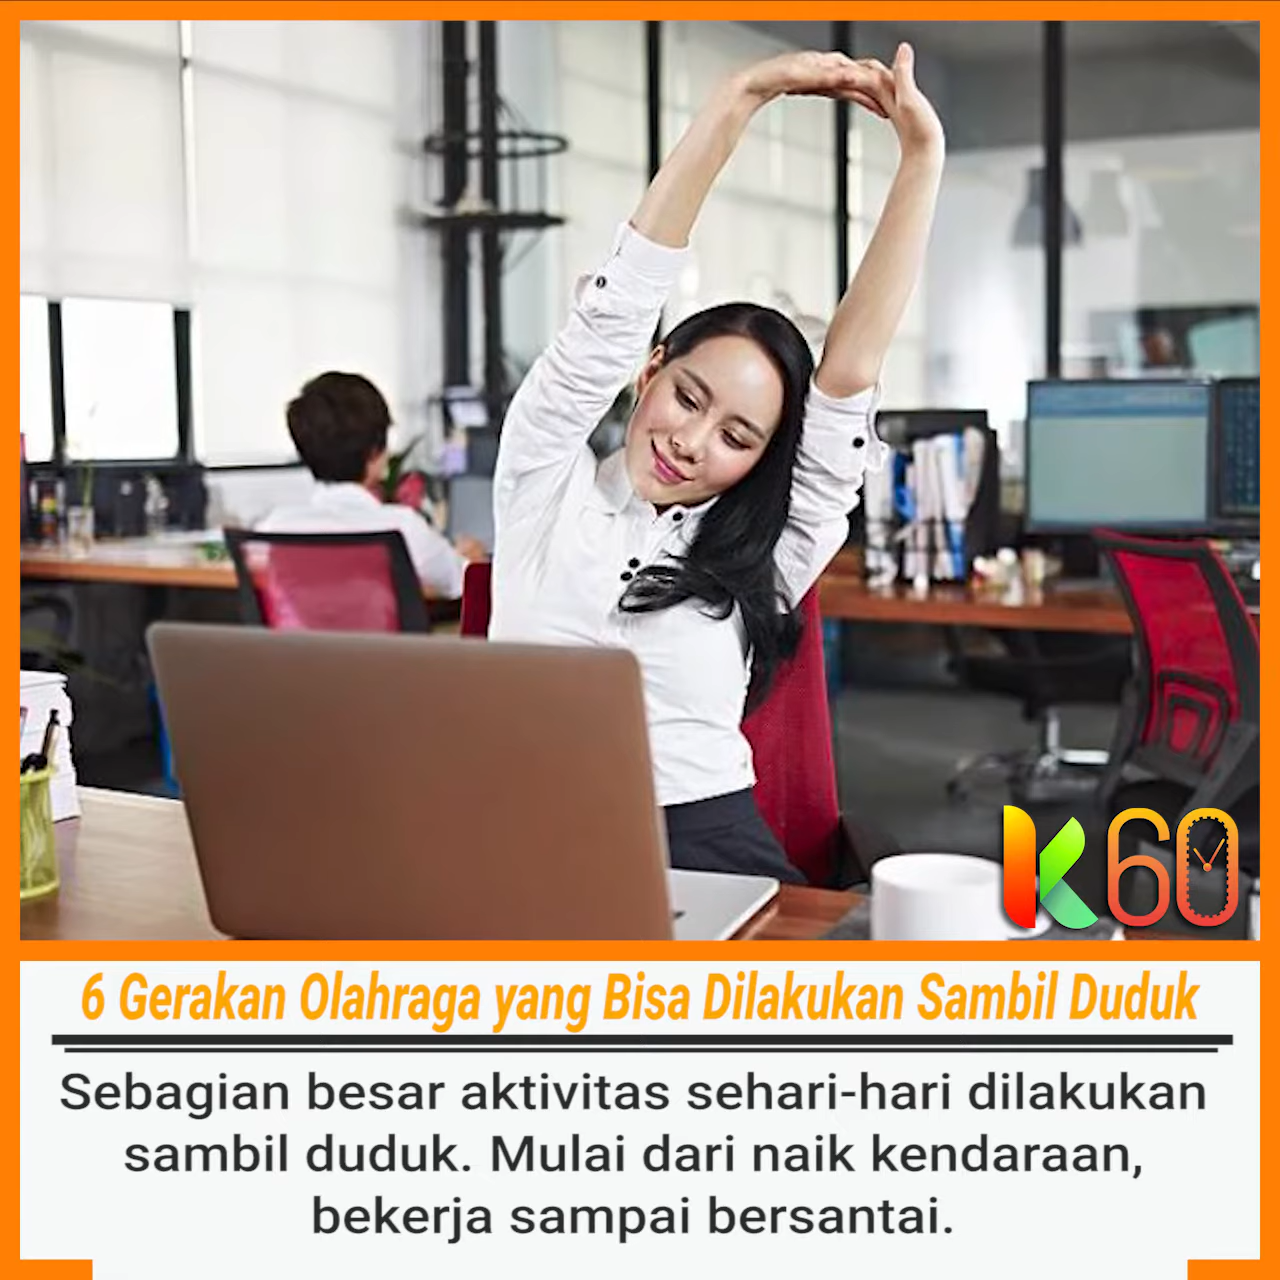 K60
6 Gerakan Olahraga yang Bisa Dilakukan Sambil Duduk
Sebagian besar aktivitas sehari-hari dilakukan
sambil duduk. Mulai dari naik kendaraan,
bekerja sampai bersantai.